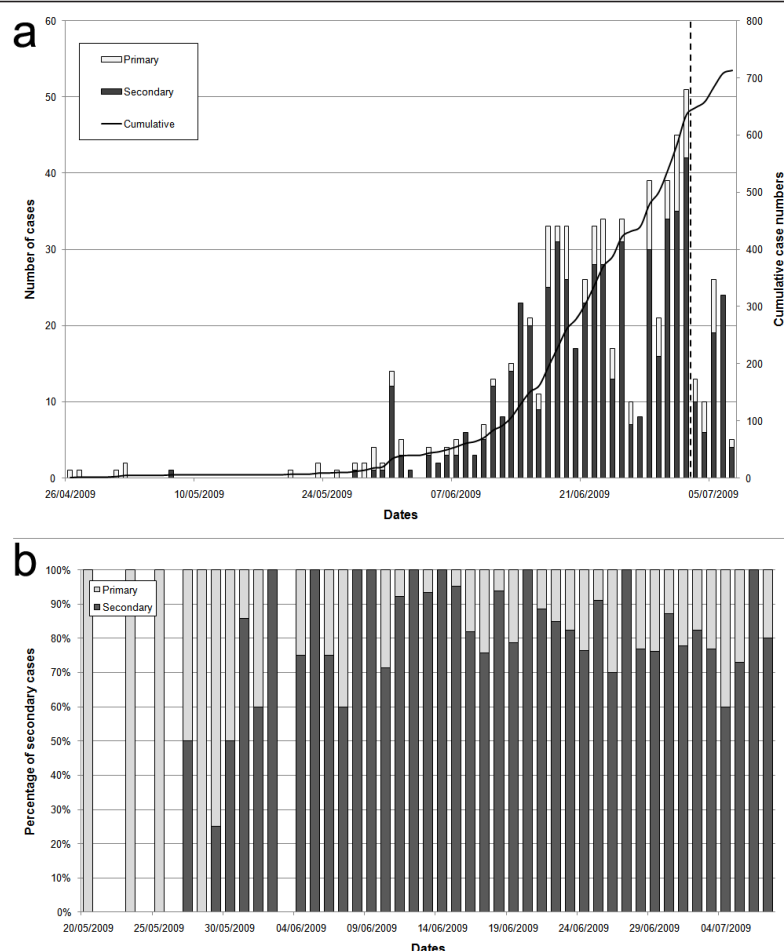 a
60
50
40
30
20
10
0
Number of cases
Primary
Secondary
Cumulative
800
700
600
500
400
300
200
100
0
Cumulative case numbers
26/04/2009 10/05/2009 24/05/2009 07/06/2009 21/06/2009 05/07/2009
Dates
b
100%
90%
80%
70%
60%
50%
40%
30%
20%
10%
0%
Percentage of secondary cases
Primary
Secondary
20/05/2009 25/05/2009 30/05/2009 04/06/2009 09/06/2009 14/06/2009 19/06/2009 24/06/2009 29/06/2009 04/07/2009
Dates